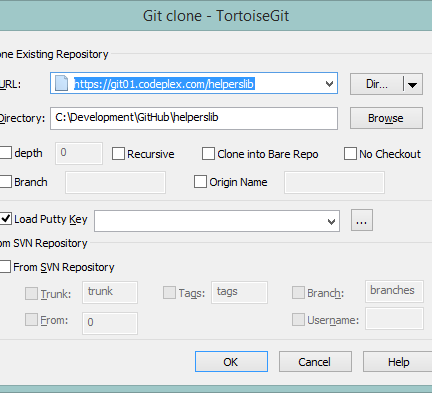 Git clone - TortoiseGit
one Existing Repository
URL: https://git01.codeplex.com/helperslib Dir...
Directory: C:\Development\GitHub\helperslib Browse
depth 0 Recursive Clone into Bare Repo No Checkout
Branch Origin Name
Load Putty Key ...
om SVN Repository
From SVN Repository
Trunk: trunk Tags: tags Branch: branches
From: 0 Username:
OK Cancel Help